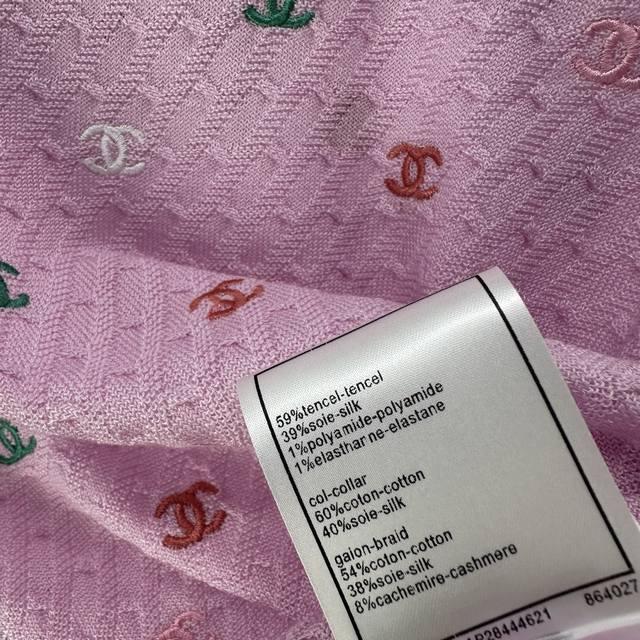 59%tencel-tencel
39%soie-silk
1%polyamide-polyamide
1%elasthanne-elastane
col-collar
60%coton-cotton
40%soie-silk
galon-braid
54%coton-cotton
38%soie-silk
8%cachemire-cashmere
864027